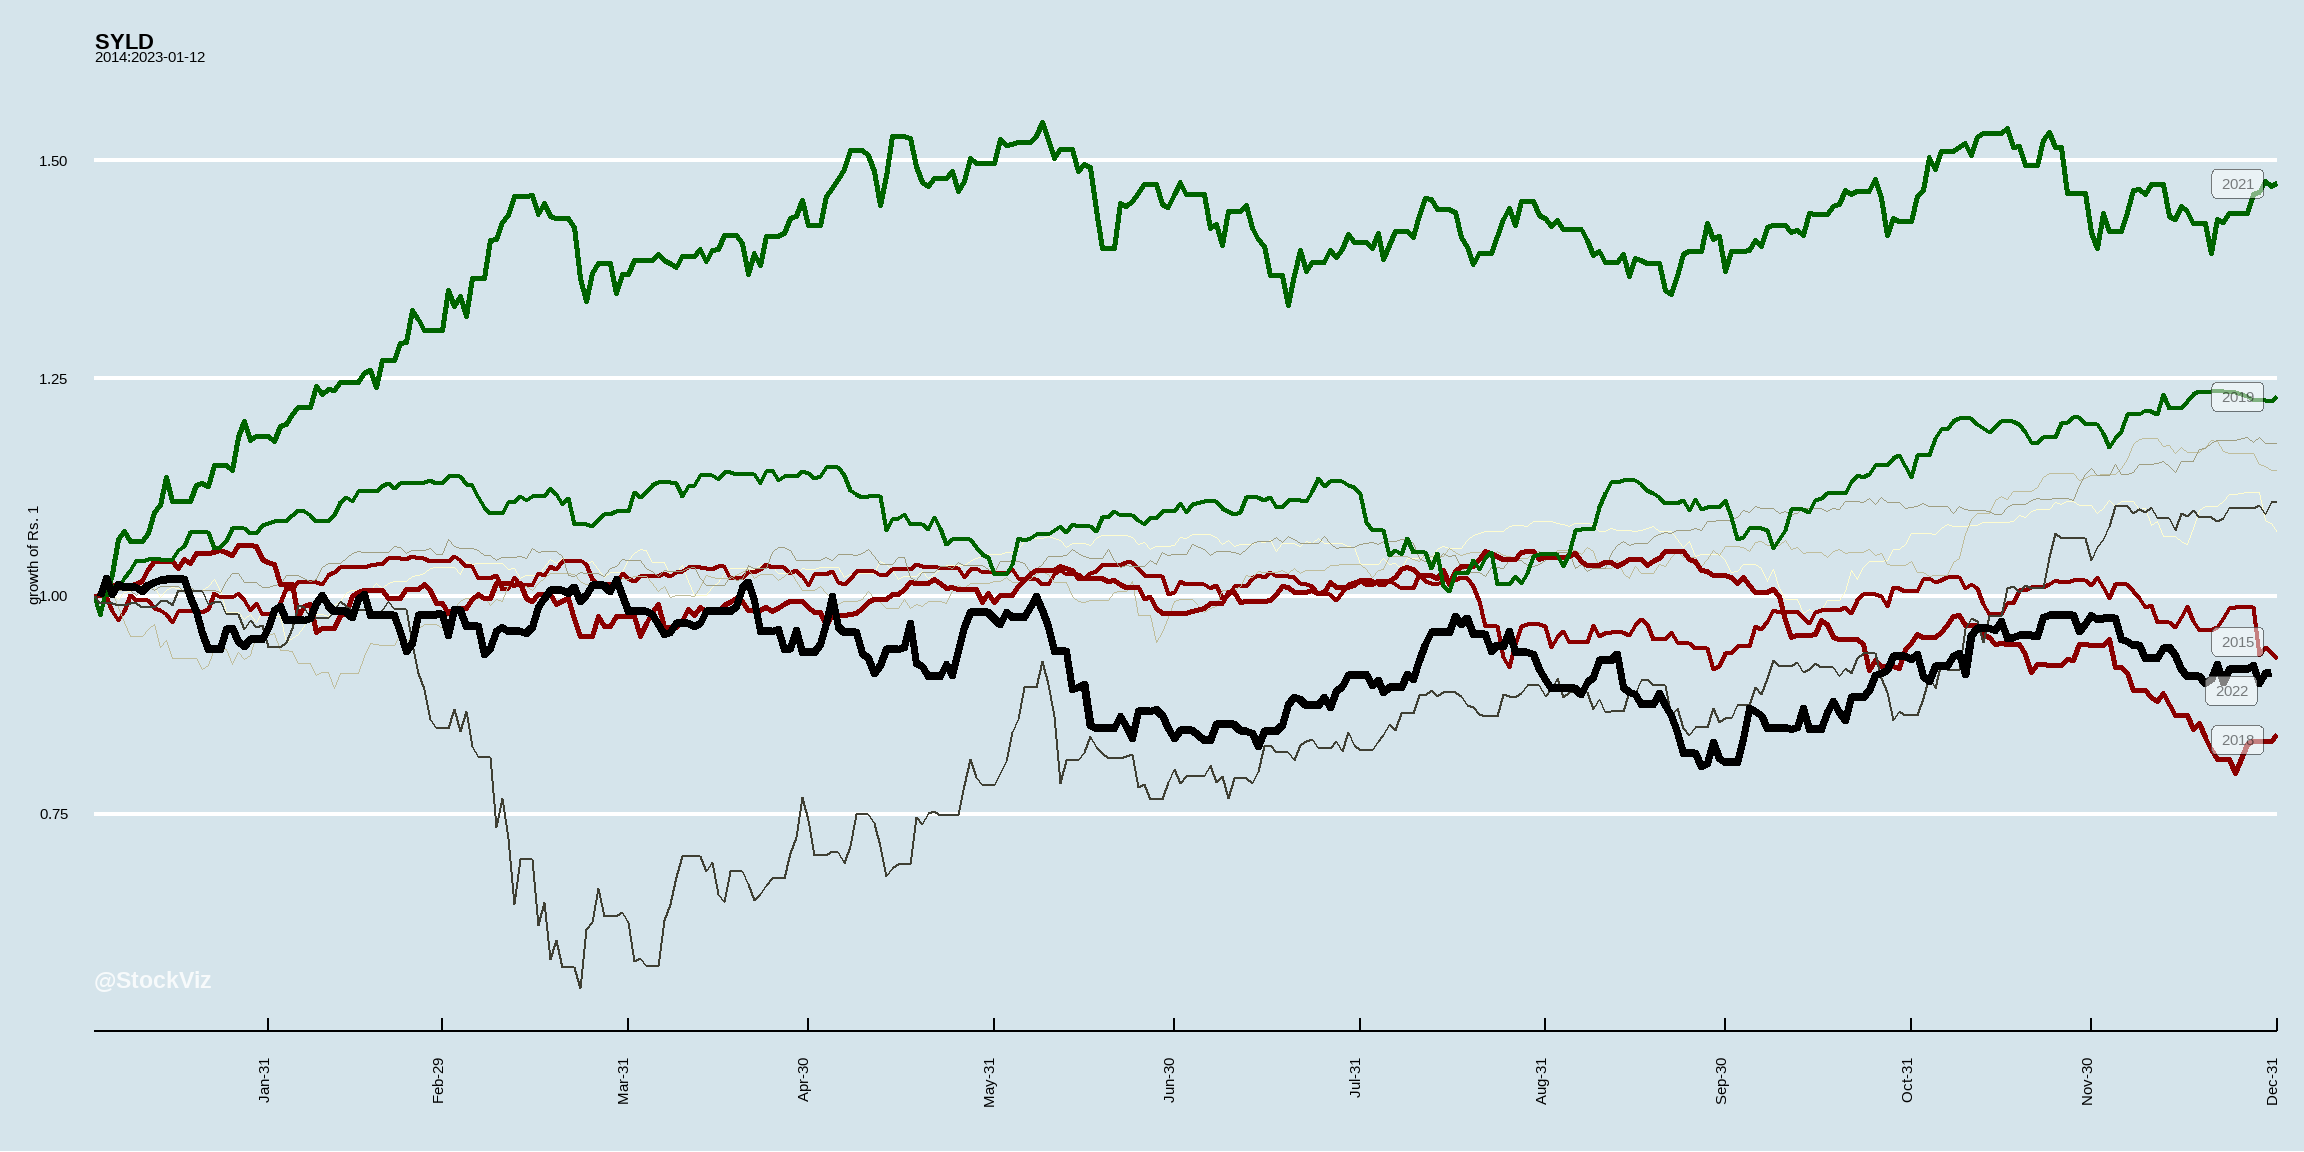 SYLD
2014:2023-01-12
1.50
1.25
1.00
0.75
growth of Rs. 1
2021
2019
2015
2022
2018
@StockViz
Jan-31
Feb-29
Mar-31
Apr-30
May-31
Jun-30
Jul-31
Aug-31
Sep-30
Oct-31
Nov-30
Dec-31